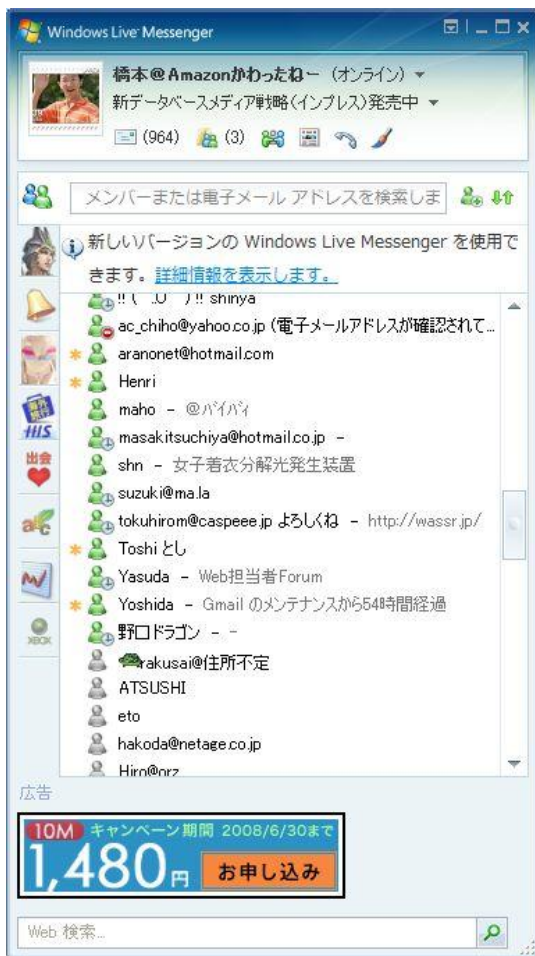 Windows Live Messenger
橋本@Amazonかわったねー (オンライン)
新データベースメディア戦略(インプレス)発売中
(964) (3)
メンバーまたは電子メール アドレスを検索しま
新しいバージョンの Windows Live Messenger を使用で
きます。詳細情報を表示します。
shinya
ac_chiho@yahoo.co.jp (電子メールアドレスが確認されて...
aranonet@hotmail.com
Henri
maho - @バイバイ
masakitsuchiya@hotmail.co.jp -
shn - 女子着衣分解光発生装置
suzuki@ma.la
tokuhirom@caspeee.jp よろしくね - http://wassr.jp/
Toshi とし
Yasuda - Web担当者Forum
Yoshida - Gmail のメンテナンスから54時間経過
野口ドラゴン - -
rakusai@住所不定
ATSUSHI
eto
hakoda@netage.co.jp
Hiro@orz
海外旅行
HIS
出会
XBOX
広告
10M キャンペーン期間 2008/6/30まで
1,480円 お申し込み
Web 検索...